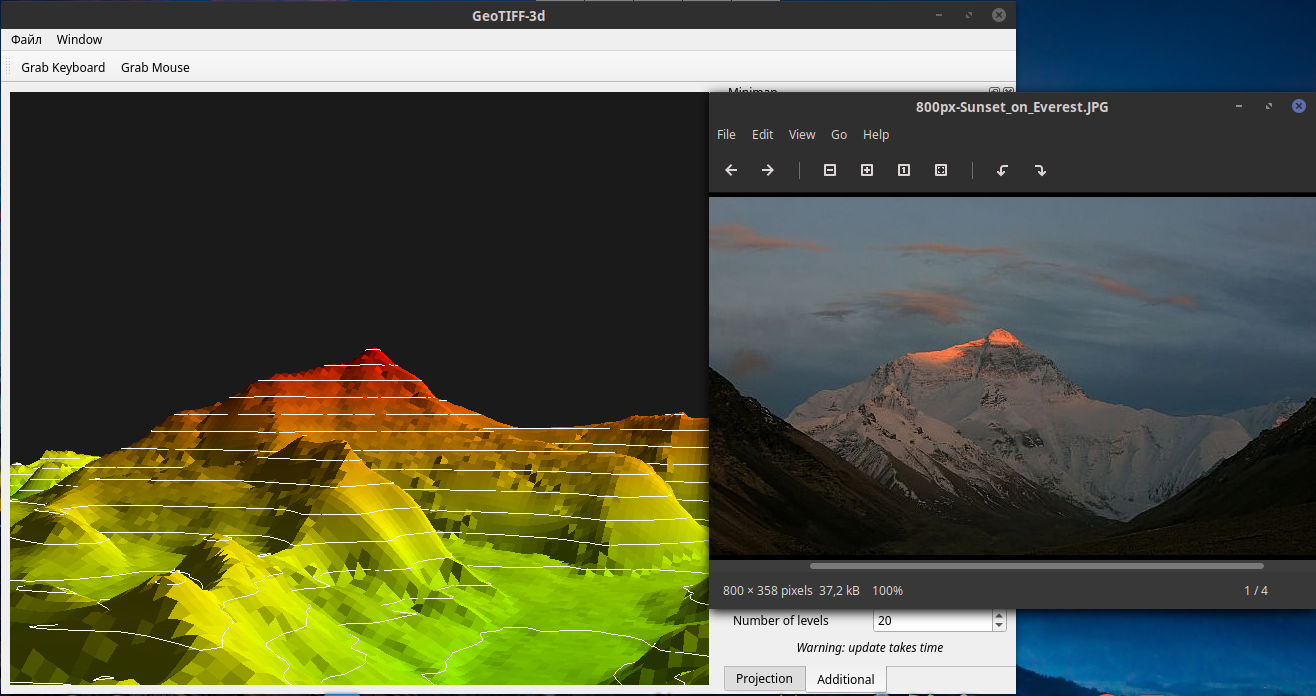 GeoTIFF-3d
Файл Window
Grab Keyboard Grab Mouse
Minimap
800px-Sunset_on_Everest.JPG
File Edit View Go Help
1
800 × 358 pixels 37,2 kB 100% 1 / 4
Number of levels 20
Warning: update takes time
Projection Additional